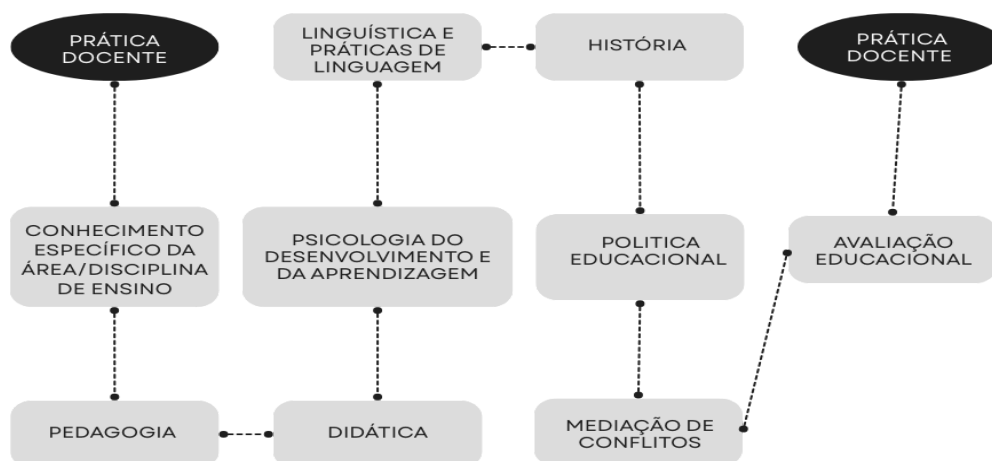 PRÁTICA
DOCENTE
LINGUÍSTICA E
PRÁTICAS DE
LINGUAGEM
HISTÓRIA
PRÁTICA
DOCENTE
CONHECIMENTO
ESPECÍFICO DA
ÁREA/DISCIPLINA
DE ENSINO
PSICOLOGIA DO
DESENVOLVIMENTO E
DA APRENDIZAGEM
POLITICA
EDUCACIONAL
AVALIAÇÃO
EDUCACIONAL
PEDAGOGIA
DIDÁTICA
MEDIAÇÃO DE
CONFLITOS